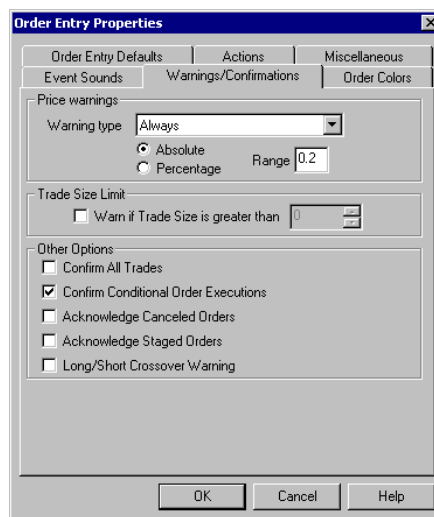 Order Entry Properties
Order Entry Defaults Actions Miscellaneous
Event Sounds Warnings/Confirmations Order Colors
Price warnings
Warning type Always
Absolute
Percentage
Range 0.2
Trade Size Limit
Warn if Trade Size is greater than 0
Other Options
Confirm All Trades
Confirm Conditional Order Executions
Acknowledge Canceled Orders
Acknowledge Staged Orders
Long/Short Crossover Warning
OK Cancel Help